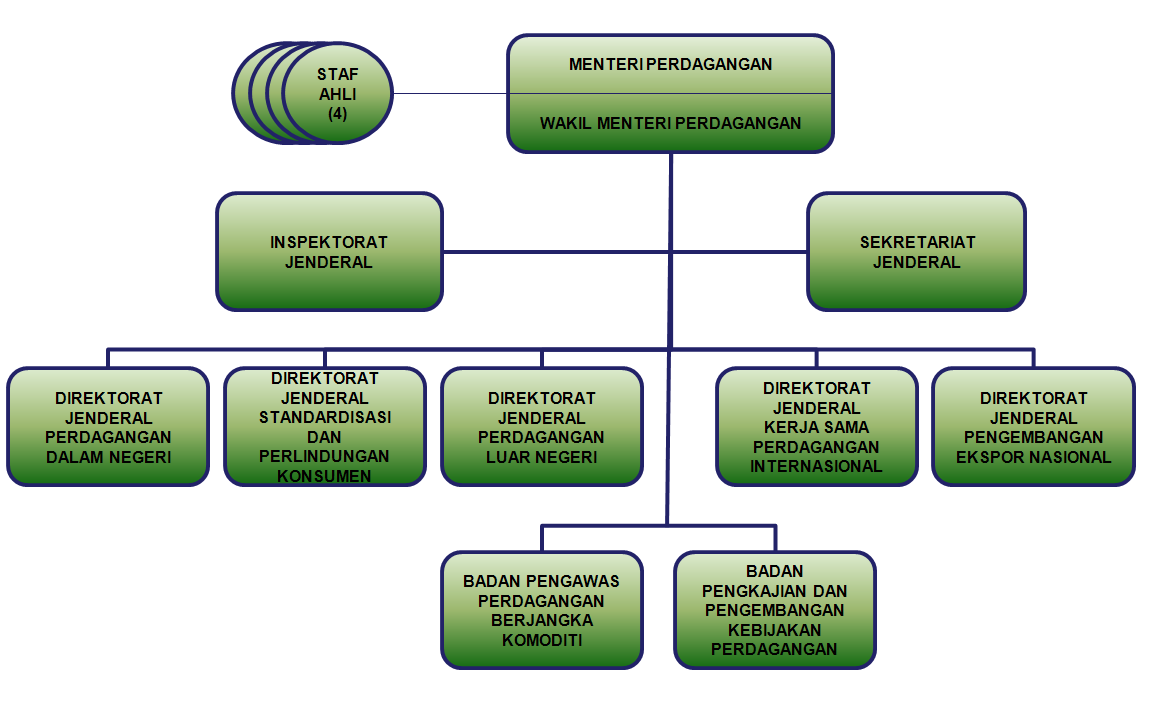 STAF
AHLI
(4)
MENTERI PERDAGANGAN
WAKIL MENTERI PERDAGANGAN
INSPEKTORAT
JENDERAL
SEKRETARIAT
JENDERAL
DIREKTORAT
JENDERAL
PERDAGANGAN
DALAM NEGERI
DIREKTORAT
JENDERAL
STANDARDISASI
DAN
PERLINDUNGAN
KONSUMEN
DIREKTORAT
JENDERAL
PERDAGANGAN
LUAR NEGERI
DIREKTORAT
JENDERAL
KERJA SAMA
PERDAGANGAN
INTERNASIONAL
DIREKTORAT
JENDERAL
PENGEMBANGAN
EKSPOR NASIONAL
BADAN PENGAWAS
PERDAGANGAN
BERJANGKA
KOMODITI
BADAN
PENGKAJIAN DAN
PENGEMBANGAN
KEBIJAKAN
PERDAGANGAN